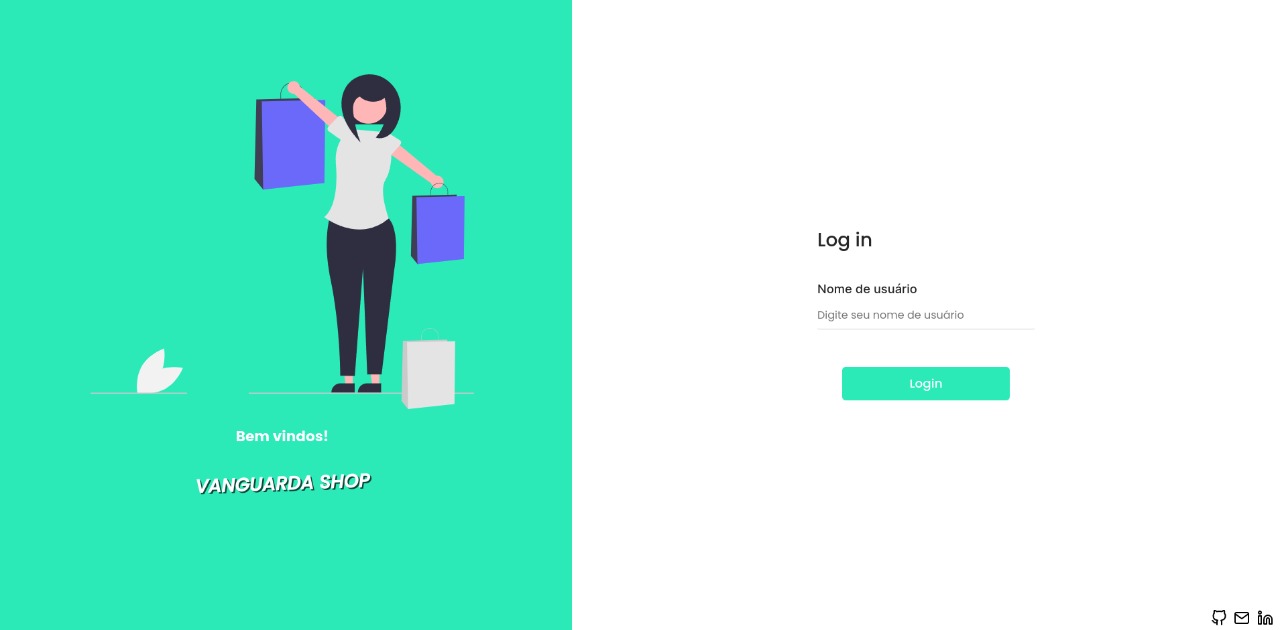 Bem vindos!
VANGUARDA SHOP
Log in
Nome de usuário
Digite seu nome de usuário
Login